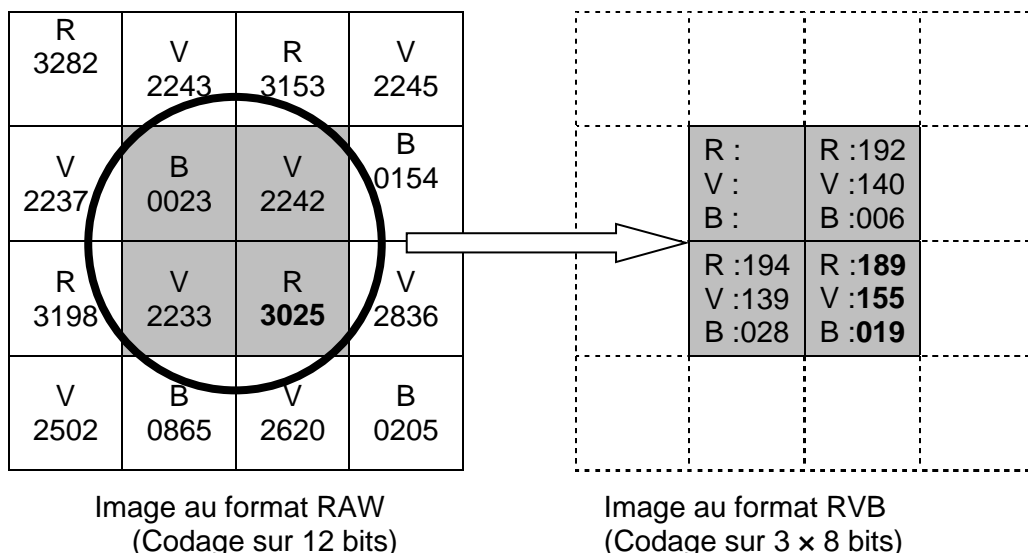 R
3282
V
2243
R
3153
V
2245
V
2237
B
0023
V
2242
B
0154
R
3198
V
2233
R
3025
V
2836
V
2502
B
0865
V
2620
B
0205
R :
V :
B :
R :192
V :140
B :006
R :194
V :139
B :028
R :189
V :155
B :019
Image au format RAW
(Codage sur 12 bits)
Image au format RVB
(Codage sur 3 × 8 bits)